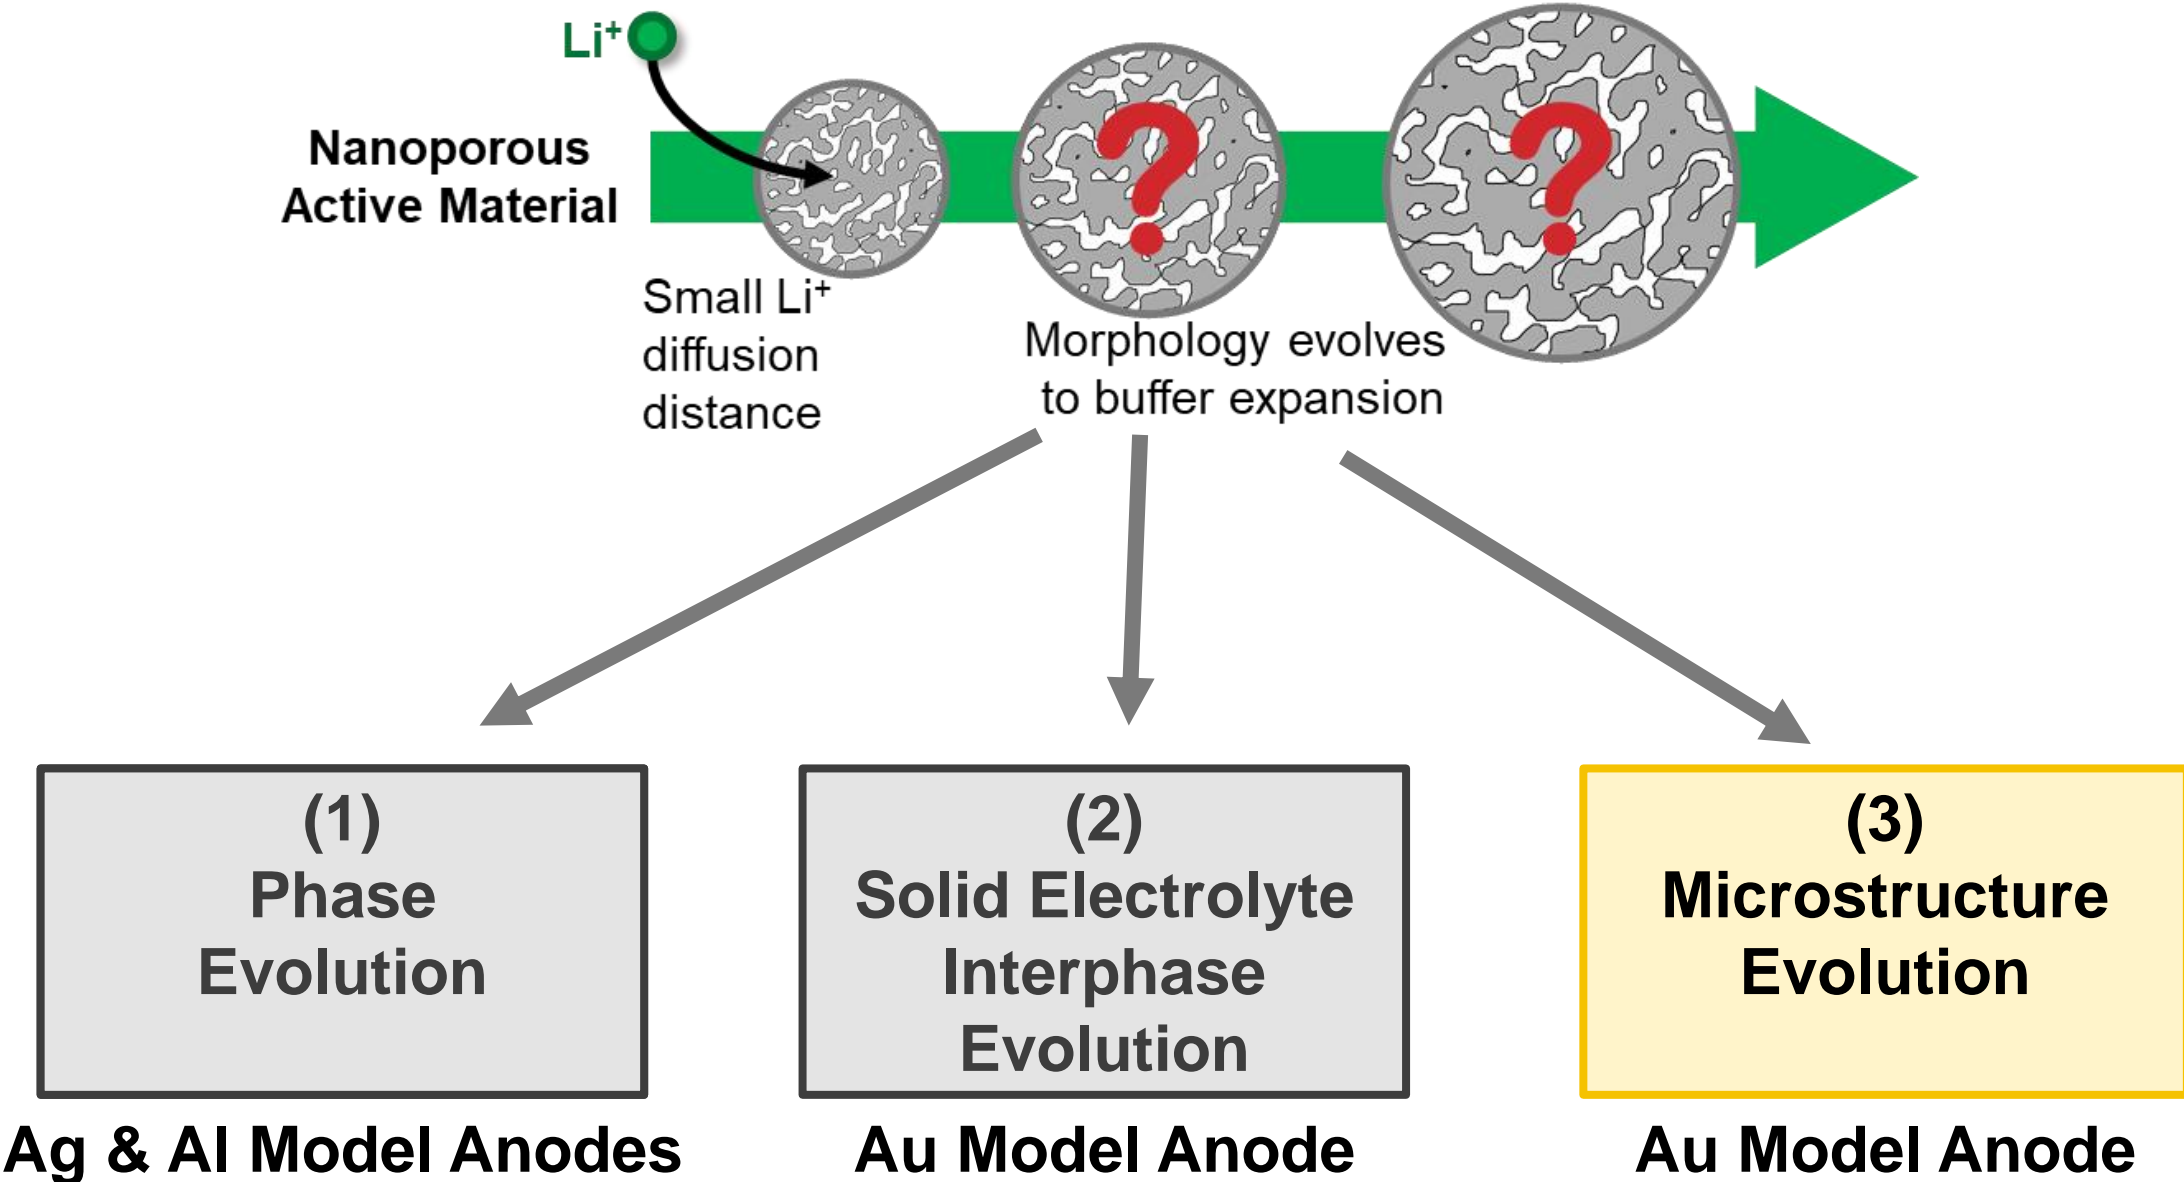 Li⁺
Nanoporous
Active Material
?
?
Small Li⁺
diffusion
distance
Morphology evolves
to buffer expansion
(1)
Phase
Evolution
(2)
Solid Electrolyte
Interphase
Evolution
(3)
Microstructure
Evolution
Ag & Al Model Anodes
Au Model Anode
Au Model Anode